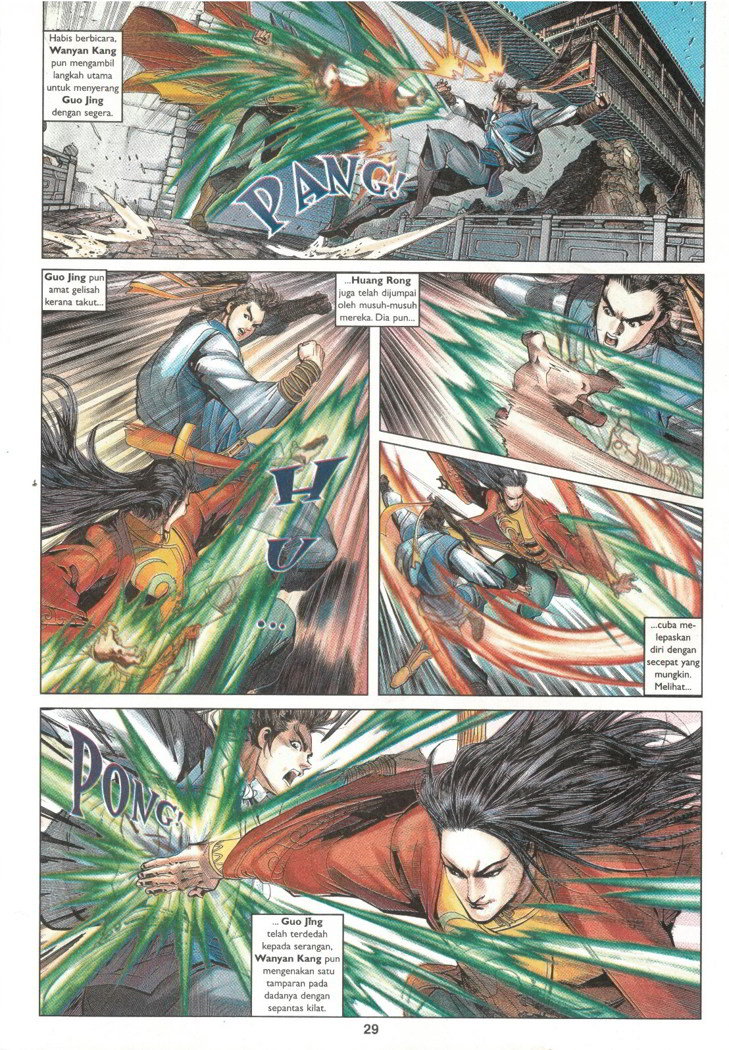 Habis berbicara,
Wanyan Kang
pun mengambil
langkah utama
untuk menyerang
Guo Jing
dengan segera.
PANG!
Guo Jing pun
amat gelisah
kerana takut...
...Huang Rong
juga telah dijumpai
oleh musuh-musuh
mereka. Dia pun...
HU...
...cuba me-
lepaskan
diri dengan
secepat yang
mungkin.
Melihat...
PONG!
... Guo Jing
telah terdedah
kepada serangan,
Wanyan Kang pun
mengenakan satu
tamparan pada
dadanya dengan
sepantas kilat.
29